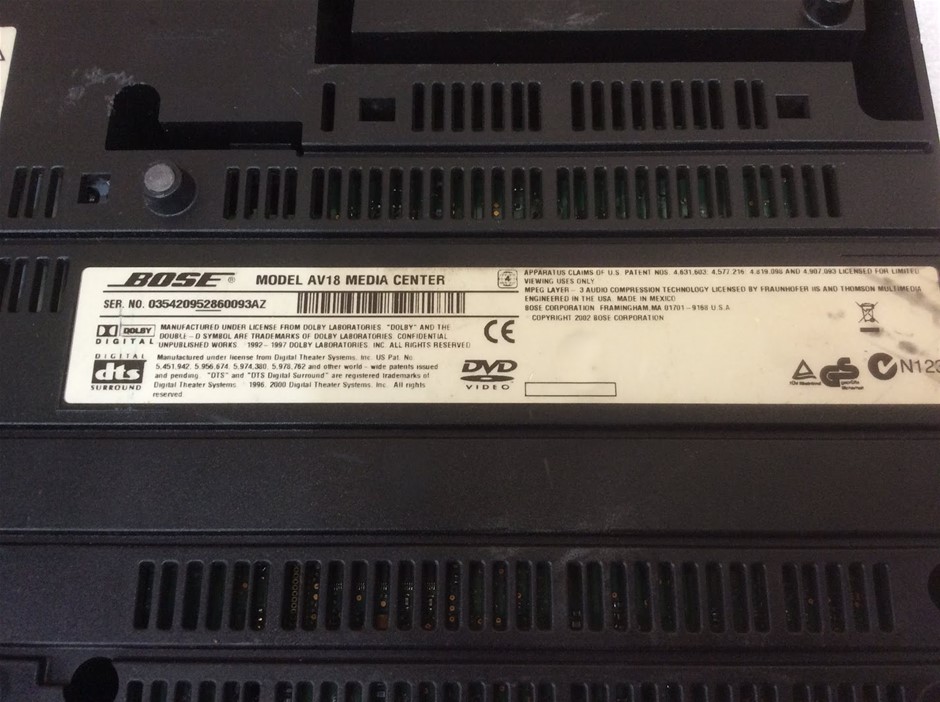 BOSE ® MODEL AV18 MEDIA CENTER
SER. NO. 035420952860093AZ
DOLBY
DIGITAL
MANUFACTURED UNDER LICENSE FROM DOLBY LABORATORIES. "DOLBY" AND THE
DOUBLE-D SYMBOL ARE TRADEMARKS OF DOLBY LABORATORIES. CONFIDENTIAL
UNPUBLISHED WORKS. 1992-1997 DOLBY LABORATORIES, INC. ALL RIGHTS RESERVED
DIGITAL
dts
SURROUND
Manufactured under license from Digital Theater Systems, Inc. US Pat. No.
5,451,942, 5,956,674, 5,974,380, 5,978,762 and other world-wide patents issued
and pending. "DTS" and "DTS Digital Surround" are registered trademarks of
Digital Theater Systems. 1996, 2000 Digital Theater Systems, Inc. All rights
reserved
CE
DVD
VIDEO
APPARATUS CLAIMS OF U.S. PATENT NOS. 4,631,603; 4,577,216; 4,819,098 AND 4,907,093 LICENSED FOR LIMITED
VIEWING USES ONLY
MPEG LAYER-3 AUDIO COMPRESSION TECHNOLOGY LICENSED BY FRAUNHOFER IIS AND THOMSON MULTIMEDIA
ENGINEERED IN THE USA. MADE IN MEXICO
BOSE CORPORATION, FRAMINGHAM, MA 01701-9168 U.S.A.
COPYRIGHT 2002 BOSE CORPORATION
N123